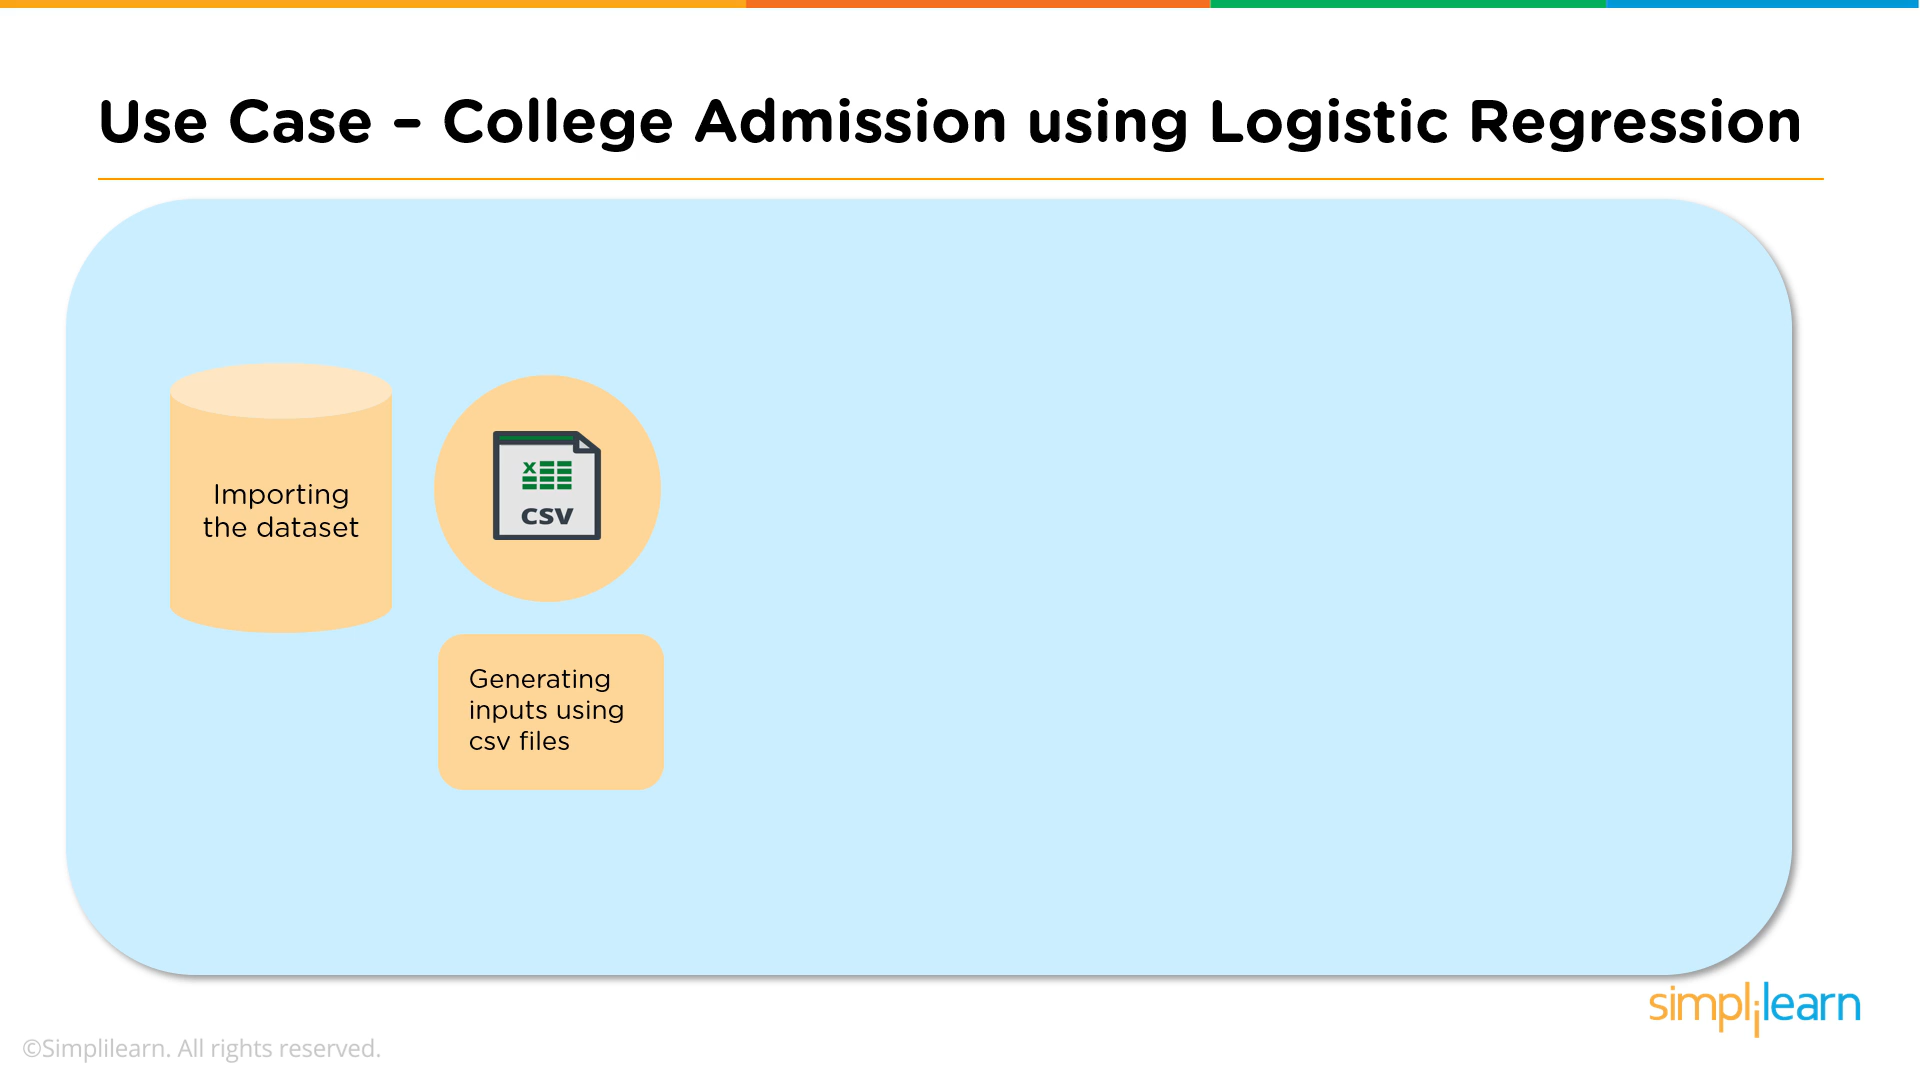 Use Case – College Admission using Logistic Regression
Importing
the dataset
X
CSV
Generating
inputs using
csv files
simplilearn
©Simplilearn. All rights reserved.